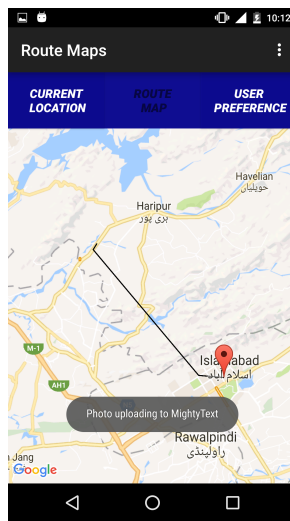 10:12
Route Maps
CURRENT
LOCATION
ROUTE
MAP
USER
PREFERENCE
Havelian
حویلیاں
Haripur
ہری پور
M-1
Islamabad
اسلام آباد
AH1
Photo uploading to MightyText
Rawalpindi
راولپنڈی
Jang
Google